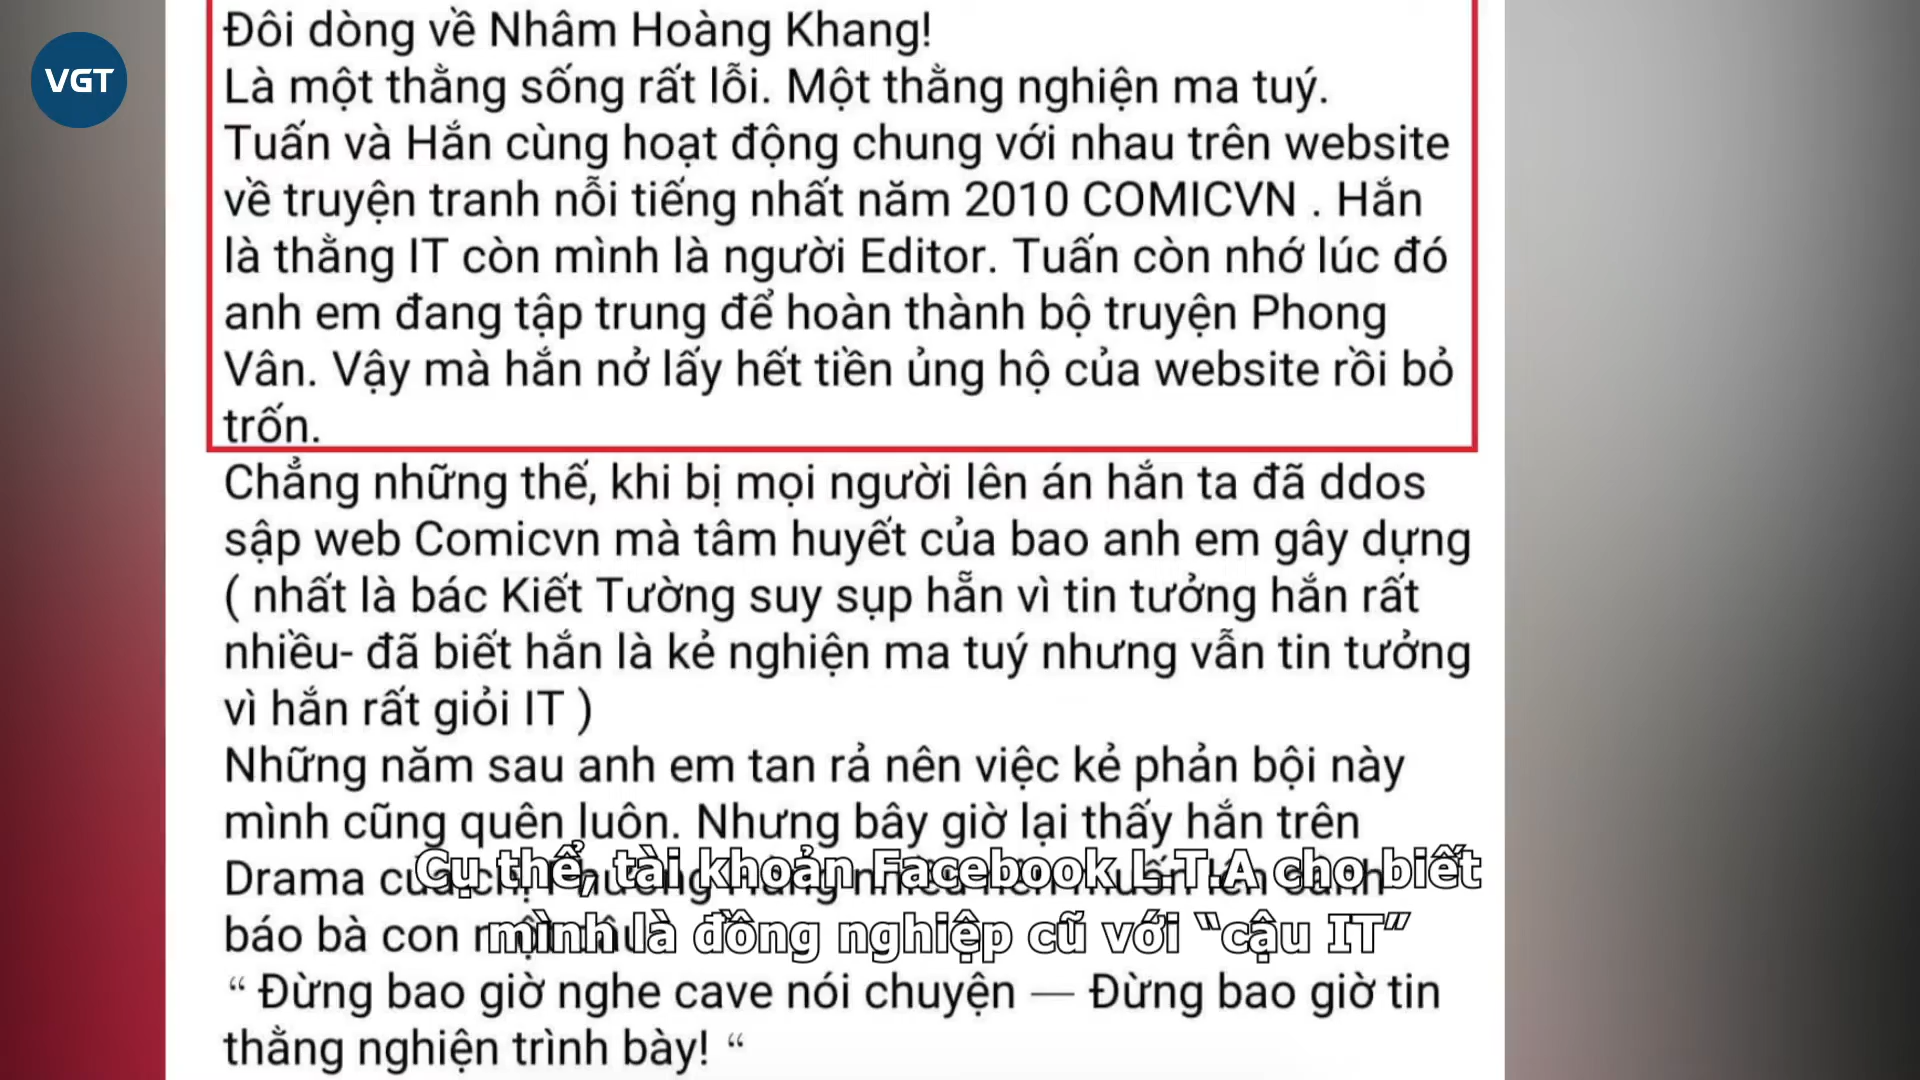 VGT
Đôi dòng về Nhâm Hoàng Khang!
Là một thằng sống rất lỗi. Một thằng nghiện ma tuý.
Tuấn và Hắn cùng hoạt động chung với nhau trên website
về truyện tranh nỗi tiếng nhất năm 2010 COMICVN . Hắn
là thằng IT còn mình là người Editor. Tuấn còn nhớ lúc đó
anh em đang tập trung để hoàn thành bộ truyện Phong
Vân. Vậy mà hắn nở lấy hết tiền ủng hộ của website rồi bỏ
trốn.
Chẳng những thế, khi bị mọi người lên án hắn ta đã ddos
sập web Comicvn mà tâm huyết của bao anh em gây dựng
( nhất là bác Kiết Tường suy sụp hẵn vì tin tưởng hắn rất
nhiều- đã biết hắn là kẻ nghiện ma tuý nhưng vẫn tin tưởng
vì hắn rất giỏi IT )
Những năm sau anh em tan rả nên việc kẻ phản bội này
mình cũng quên luôn. Nhưng bây giờ lại thấy hắn trên
Drama
Cụ thể, tài khoản Facebook L.T.A cho biết
báo bà con
mình là đồng nghiệp cũ với “cậu IT”
“ Đừng bao giờ nghe cave nói chuyện — Đừng bao giờ tin
thằng nghiện trình bày! “